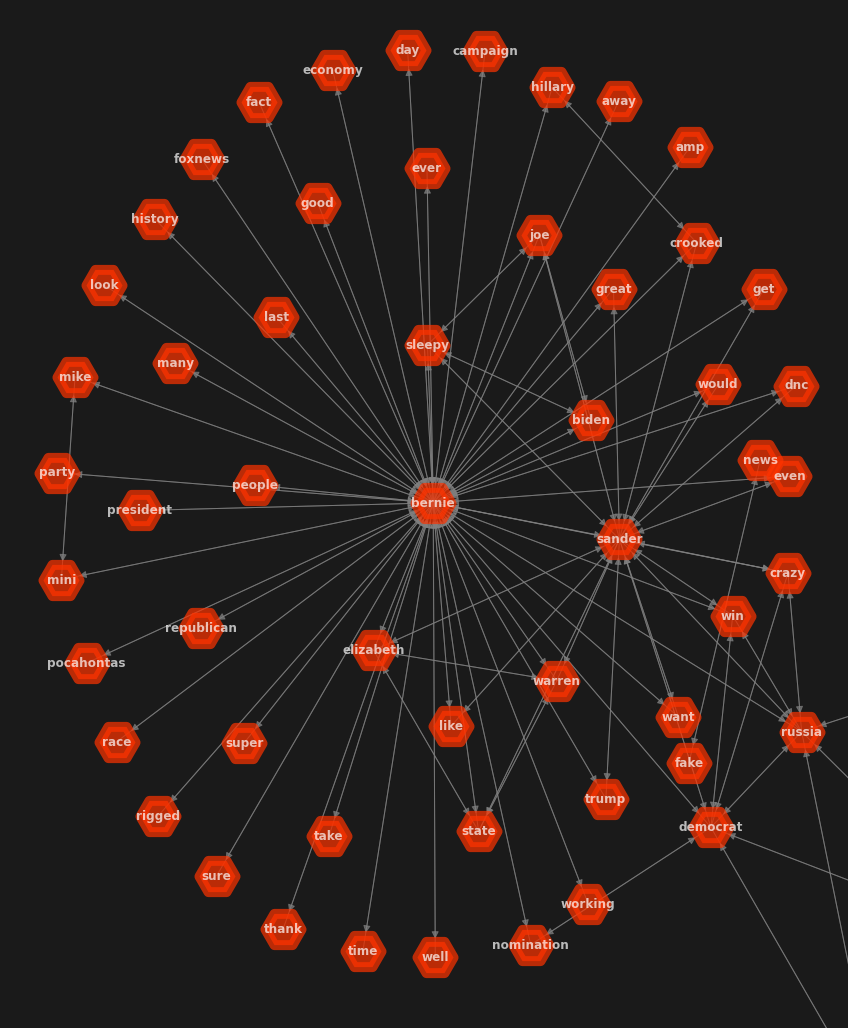 day
campaign
economy
hillary
away
fact
amp
foxnews
ever
good
history
joe
crooked
look
great
get
last
sleepy
many
mike
would
dnc
biden
news
party
even
people
president
bernie
sander
mini
crazy
win
republican
elizabeth
pocahontas
warren
want
like
race
super
russia
fake
trump
rigged
state
democrat
take
sure
working
thank
nomination
time
well